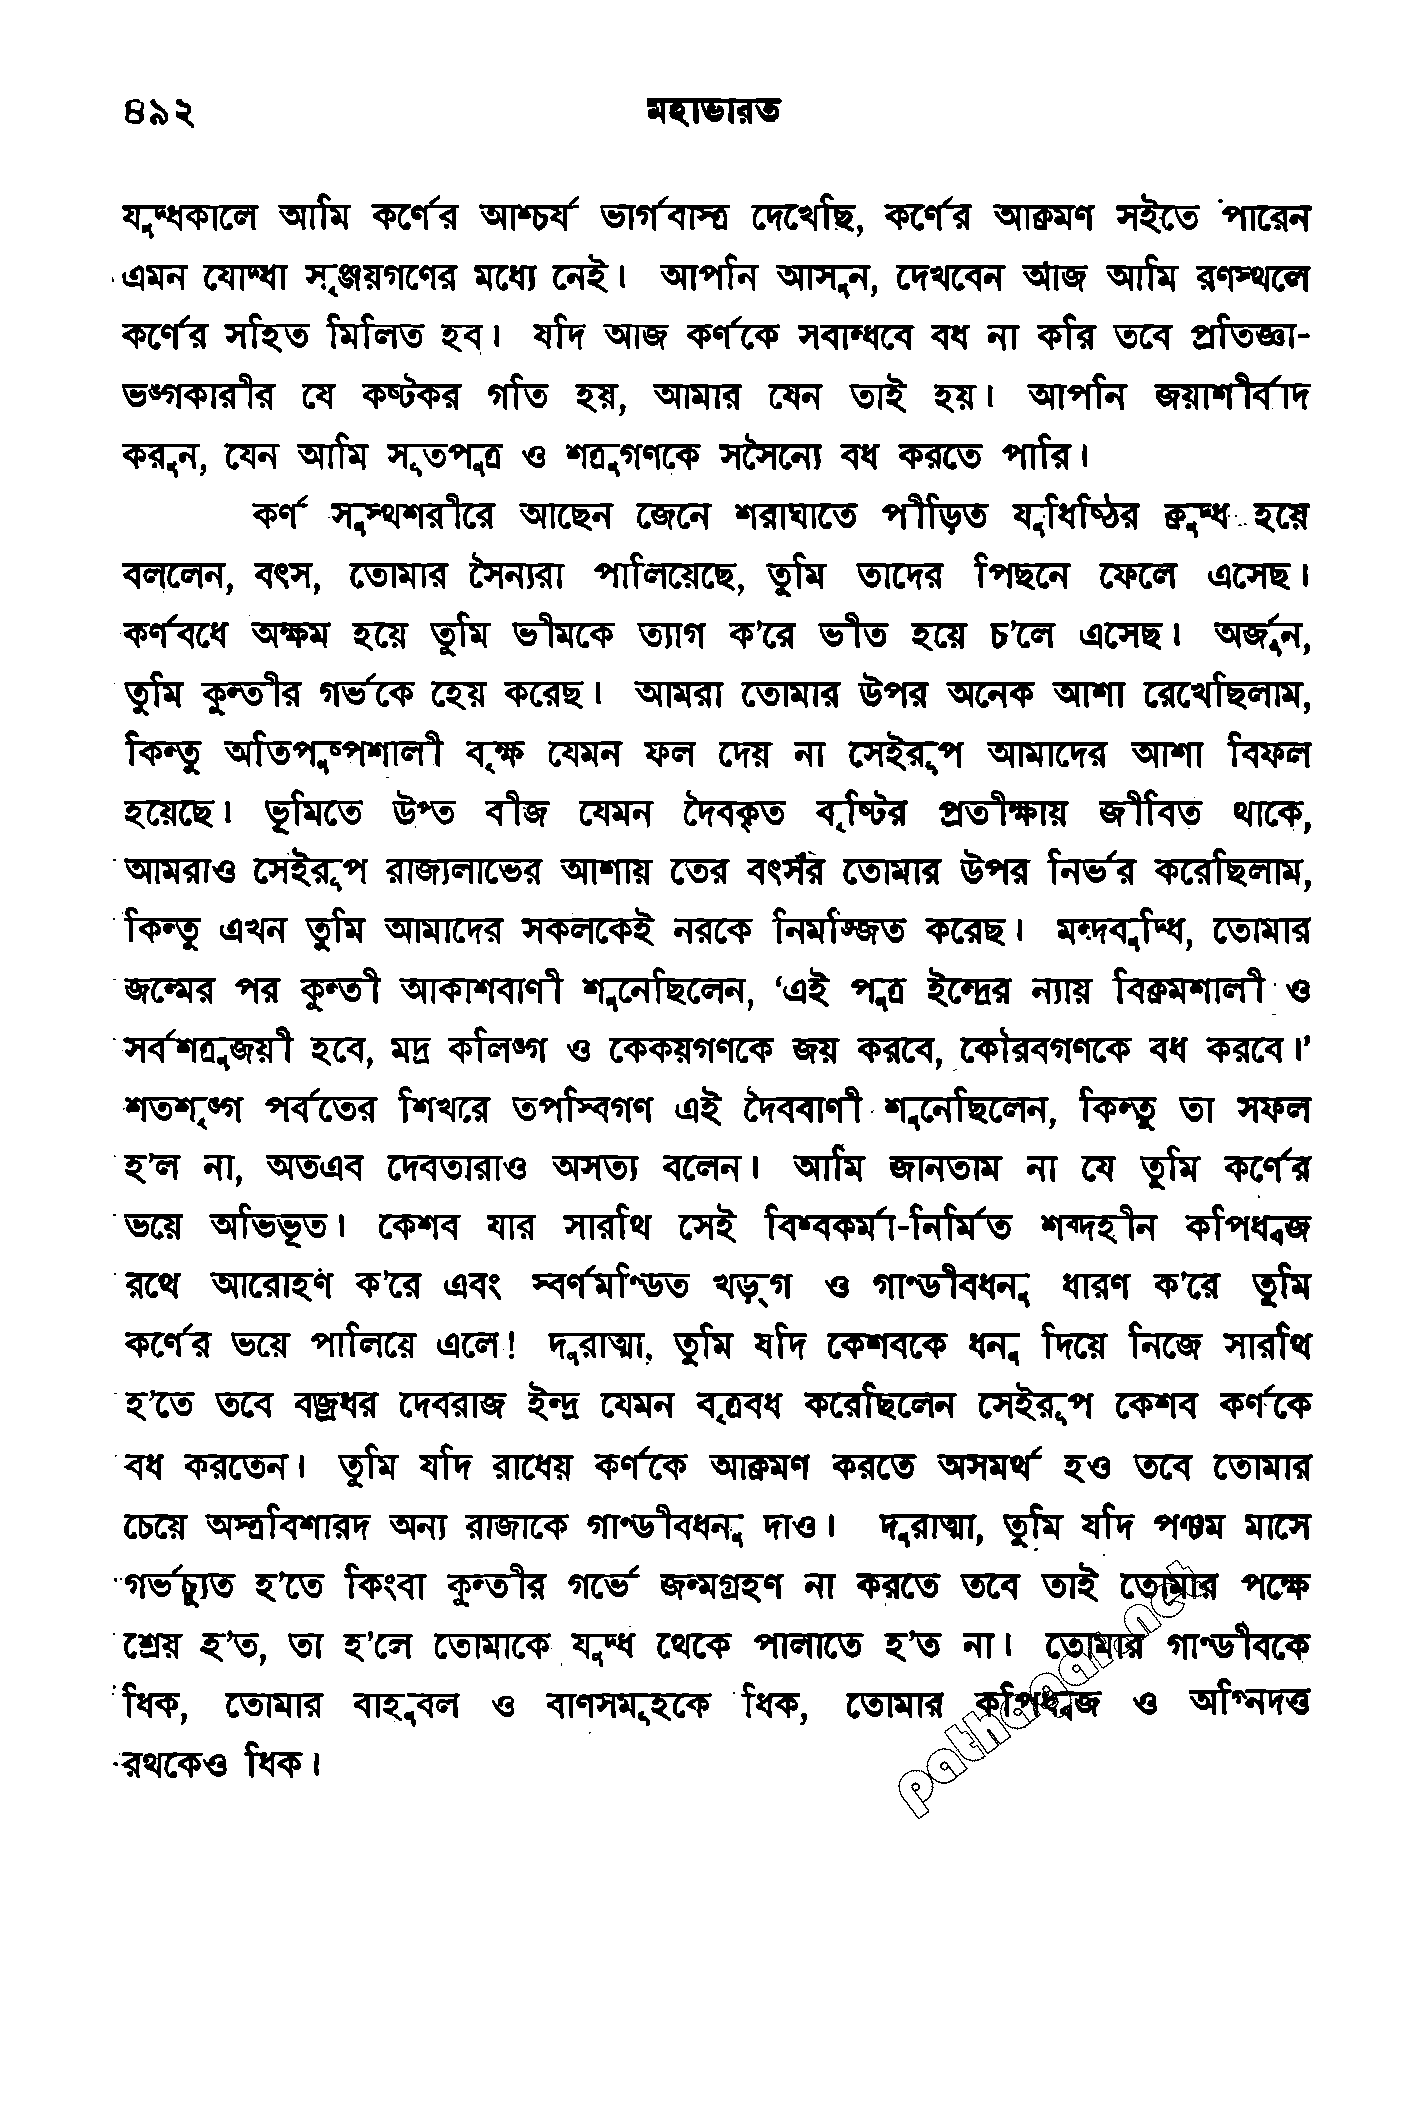 ৪৯২ মহাভারত
যুদ্ধকালে আমি কর্ণের আশ্চর্য ভার্গবাস্ত্র দেখেছি, কর্ণের আক্রমণ সইতে পারেন
এমন যোদ্ধা সৃঞ্জয়গণের মধ্যে নেই। আপনি আসুন, দেখবেন আজ আমি রণস্থলে
কর্ণের সহিত মিলিত হব। যদি আজ কর্ণকে সবান্ধবে বধ না করি তবে প্রতিজ্ঞা-
ভঙ্গকারীর যে কষ্টকর গতি হয়, আমার যেন তাই হয়। আপনি জয়াশীর্বাদ
করুন, যেন আমি সূতপুত্র ও শত্রুগণকে সসৈন্যে বধ করতে পারি।
কর্ণ সুস্থশরীরে আছেন জেনে শরাঘাতে পীড়িত যুধিষ্ঠির ক্রুদ্ধ হয়ে
বললেন, বৎস, তোমার সৈন্যরা পালিয়েছে, তুমি তাদের পিছনে ফেলে এসেছ।
কর্ণবধে অক্ষম হয়ে তুমি ভীমকে ত্যাগ ক'রে ভীত হয়ে চ'লে এসেছ। অর্জুন,
তুমি কুন্তীর গর্ভকে হেয় করেছ। আমরা তোমার উপর অনেক আশা রেখেছিলাম,
কিন্তু অতিপুষ্পশালী বৃক্ষ যেমন ফল দেয় না সেইরূপ আমাদের আশা বিফল
হয়েছে। ভূমিতে উপ্ত বীজ যেমন দৈবকৃত বৃষ্টির প্রতীক্ষায় জীবিত থাকে,
আমরাও সেইরূপ রাজ্যলাভের আশায় তের বৎসর তোমার উপর নির্ভর করেছিলাম,
কিন্তু এখন তুমি আমাদের সকলকেই নরকে নিমজ্জিত করেছ। মন্দবুদ্ধি, তোমার
জন্মের পর কুন্তী আকাশবাণী শুনেছিলেন, 'এই পুত্র ইন্দ্রের ন্যায় বিক্রমশালী ও
সর্বশত্রুজয়ী হবে, মদ্র কলিঙ্গ ও কেকয়গণকে জয় করবে, কৌরবগণকে বধ করবে।'
শতশৃঙ্গ পর্বতের শিখরে তপস্বিগণ এই দৈববাণী শুনেছিলেন, কিন্তু তা সফল
হ'ল না, অতএব দেবতারাও অসত্য বলেন। আমি জানতাম না যে তুমি কর্ণের
ভয়ে অভিভূত। কেশব যার সারথি সেই বিশ্বকর্মা-নির্মিত শব্দহীন কপিধ্বজ
রথে আরোহণ ক'রে এবং স্বর্ণমণ্ডিত খড়্গ ও গাণ্ডীবধনু ধারণ ক'রে তুমি
কর্ণের ভয়ে পালিয়ে এলে! দুরাত্মা, তুমি যদি কেশবকে ধনু দিয়ে নিজে সারথি
হ'তে তবে বজ্রধর দেবরাজ ইন্দ্র যেমন বৃত্রবধ করেছিলেন সেইরূপ কেশব কর্ণকে
বধ করতেন। তুমি যদি রাধেয় কর্ণকে আক্রমণ করতে অসমর্থ হও তবে তোমার
চেয়ে অস্ত্রবিশারদ অন্য রাজাকে গাণ্ডীবধনু দাও। দুরাত্মা, তুমি যদি পঞ্চম মাসে
গর্ভচ্যুত হ'তে কিংবা কুন্তীর গর্ভে জন্মগ্রহণ না করতে তবে তাই তোমার পক্ষে
শ্রেয় হ'ত, তা হ'লে তোমাকে যুদ্ধ থেকে পালাতে হ'ত না। তোমার গাণ্ডীবকে
ধিক, তোমার বাহুবল ও বাণসমূহকে ধিক, তোমার কপিধ্বজ ও অগ্নিদত্ত
রথকেও ধিক।
pathagar.net